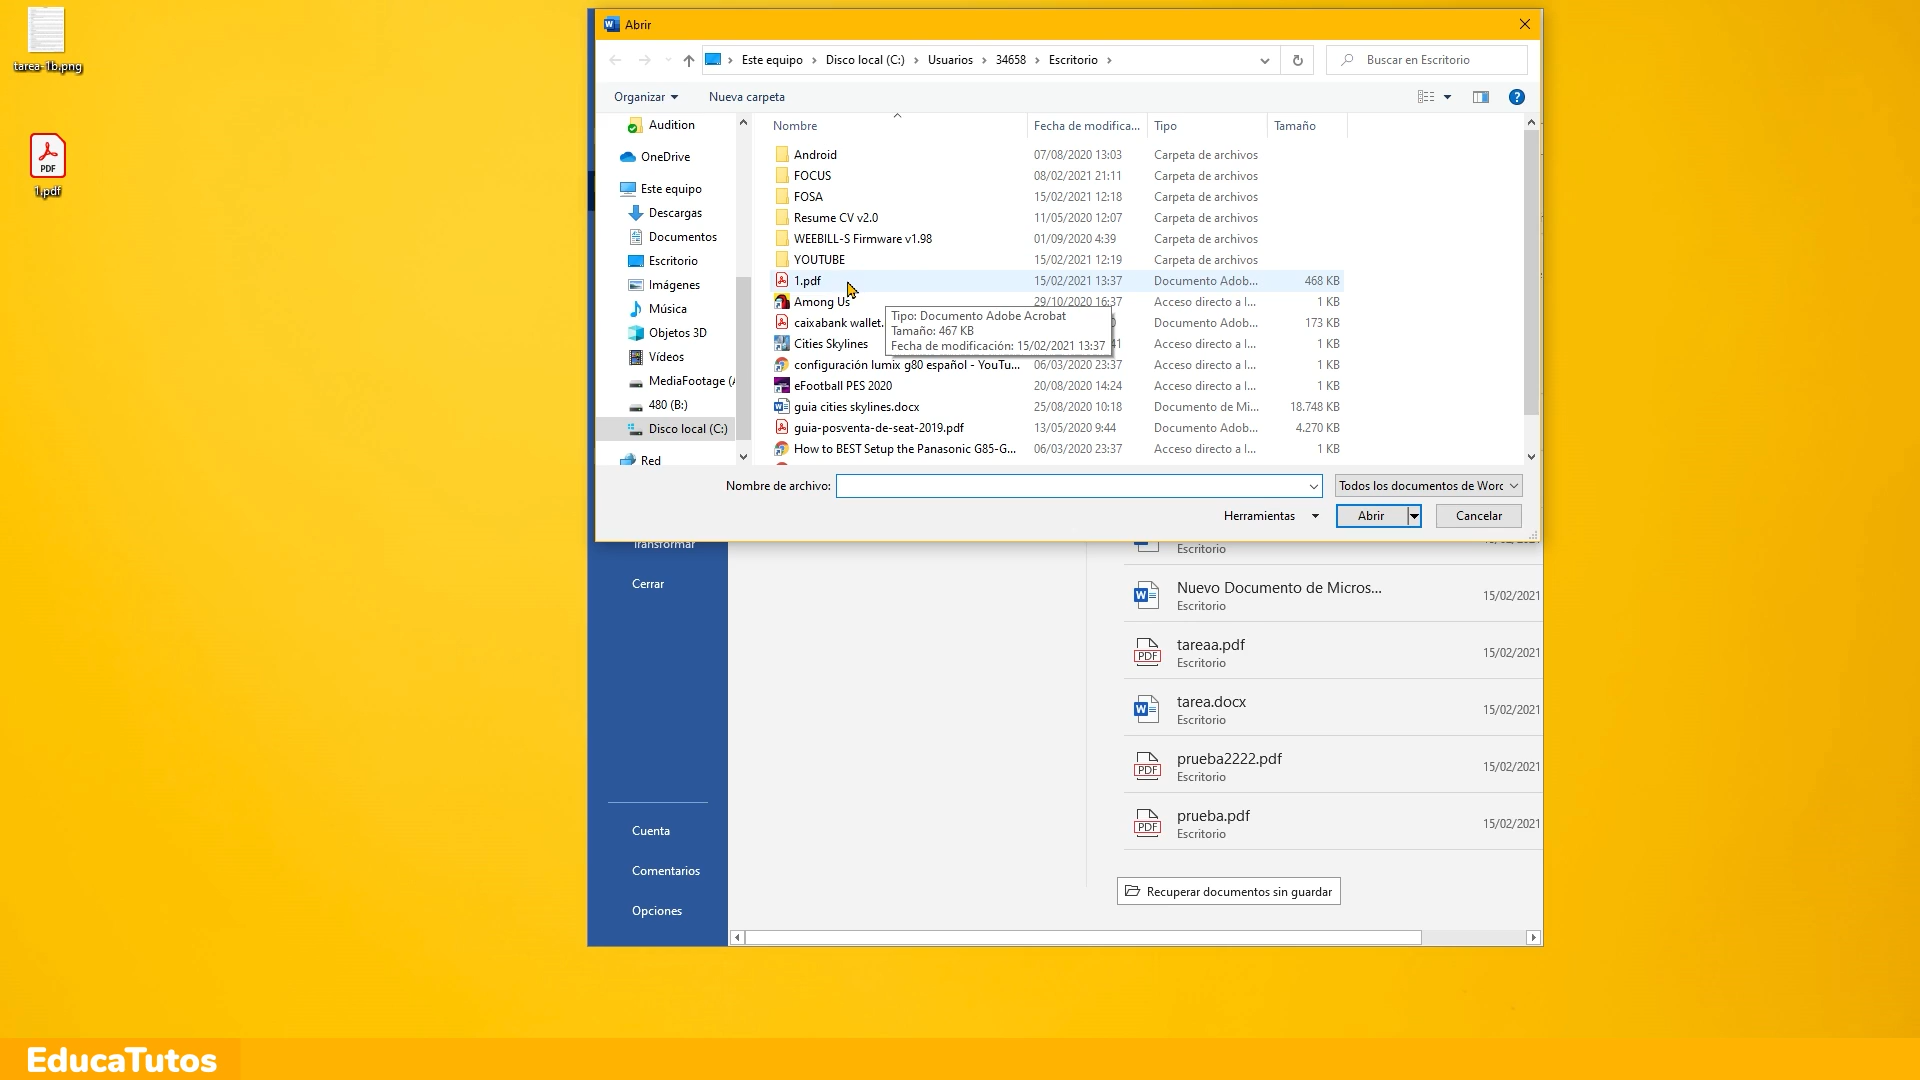 tarea-1b.png
1.pdf
Abrir
Este equipo > Disco local (C:) > Usuarios > 34658 > Escritorio >
Buscar en Escritorio
Organizar
Nueva carpeta
Audition
OneDrive
Este equipo
Descargas
Documentos
Escritorio
Imágenes
Música
Objetos 3D
Vídeos
MediaFootage (
480 (B:)
Disco local (C:)
Red
Nombre Fecha de modifica... Tipo Tamaño
Android 07/08/2020 13:03 Carpeta de archivos
FOCUS 08/02/2021 21:11 Carpeta de archivos
FOSA 15/02/2021 12:18 Carpeta de archivos
Resume CV v2.0 11/05/2020 12:07 Carpeta de archivos
WEEBILL-S Firmware v1.98 01/09/2020 4:39 Carpeta de archivos
YOUTUBE 15/02/2021 12:19 Carpeta de archivos
1.pdf 15/02/2021 13:37 Documento Adob... 468 KB
Among Us 29/10/2020 16:37 Acceso directo a I... 1 KB
caixabank wallet. Documento Adob... 173 KB
Cities Skylines Acceso directo a I... 1 KB
configuración lumix g80 español - YouTu... 06/03/2020 23:37 Acceso directo a I... 1 KB
eFootball PES 2020 20/08/2020 14:24 Acceso directo a I... 1 KB
guia cities skylines.docx 25/08/2020 10:18 Documento de Mi... 18.748 KB
guia-posventa-de-seat-2019.pdf 13/05/2020 9:44 Documento Adob... 4.270 KB
How to BEST Setup the Panasonic G85-G... 06/03/2020 23:37 Acceso directo a I... 1 KB
Tipo: Documento Adobe Acrobat
Tamaño: 467 KB
Fecha de modificación: 15/02/2021 13:37
Nombre de archivo:
Todos los documentos de Worc
Herramientas
Abrir
Cancelar
Transformar
Cerrar
Cuenta
Comentarios
Opciones
Escritorio
Nuevo Documento de Micros... 15/02/2021
Escritorio
tareaa.pdf 15/02/2021
Escritorio
tarea.docx 15/02/2021
Escritorio
prueba2222.pdf 15/02/2021
Escritorio
prueba.pdf 15/02/2021
Escritorio
Recuperar documentos sin guardar
EducaTutos